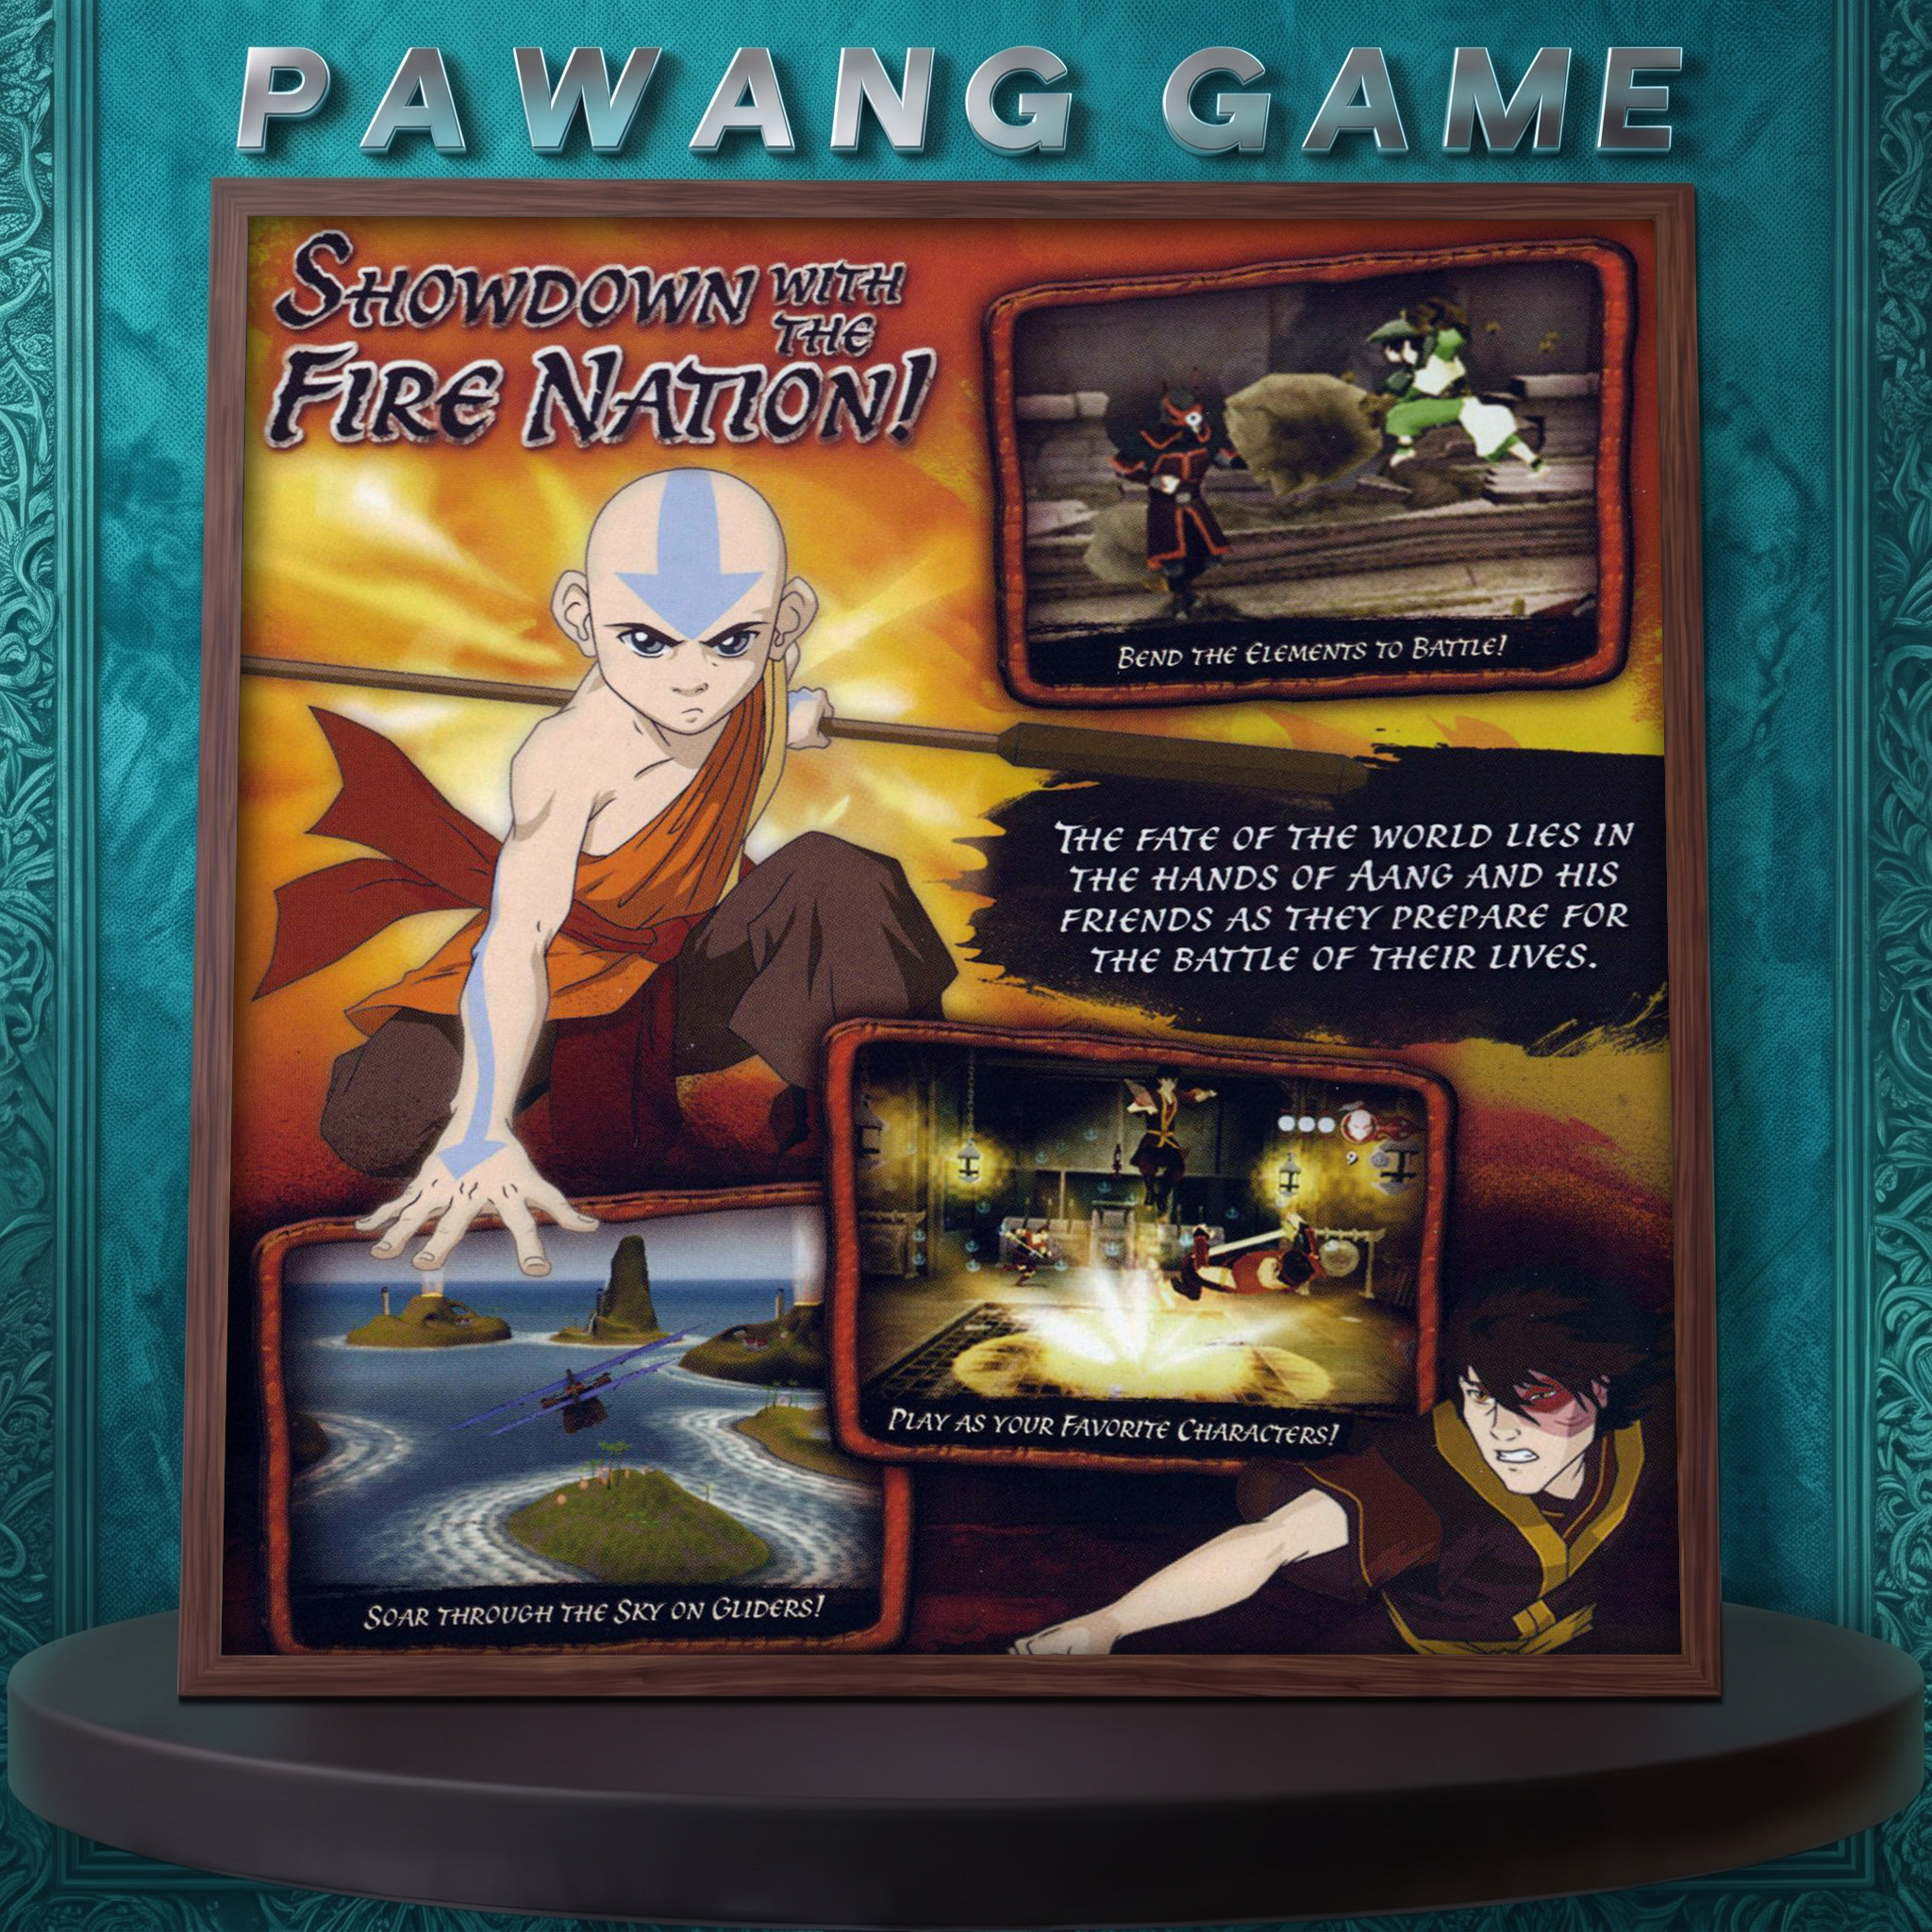 PAWANG GAME
SHOWDOWN WITH
THE
FIRE NATION!
BEND THE ELEMENTS TO BATTLE!
THE FATE OF THE WORLD LIES IN
THE HANDS OF AANG AND HIS
FRIENDS AS THEY PREPARE FOR
THE BATTLE OF THEIR LIVES.
9
PLAY AS YOUR FAVORITE CHARACTERS!
SOAR THROUGH THE SKY ON GLIDERS!